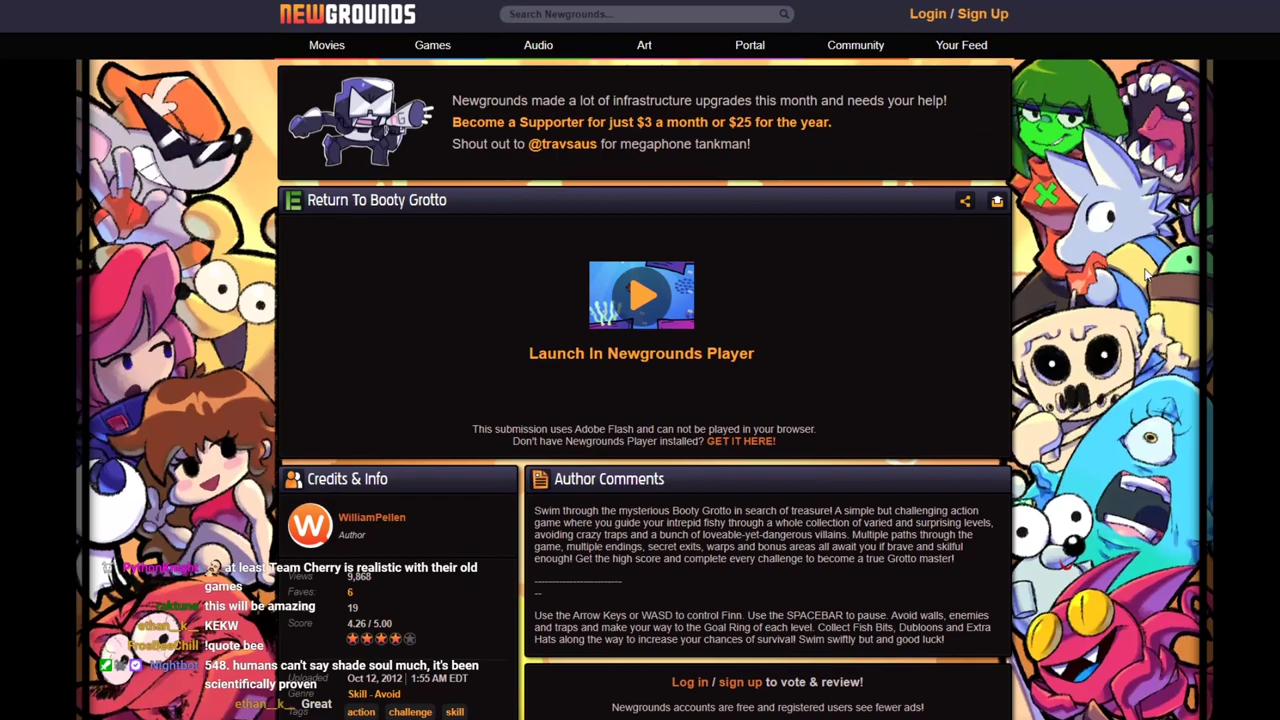 NEWGROUNDS
Search Newgrounds...
Login / Sign Up
Movies
Games
Audio
Art
Portal
Community
Your Feed
Newgrounds made a lot of infrastructure upgrades this month and needs your help!
Become a Supporter for just $3 a month or $25 for the year.
Shout out to @travsaus for megaphone tankman!
E Return To Booty Grotto
Launch In Newgrounds Player
This submission uses Adobe Flash and can not be played in your browser.
Don't have Newgrounds Player installed? GET IT HERE!
Credits & Info
W
WilliamPellen
Author
Views
9,868
Faves:
6
19
Score
4.26 / 5.00
Uploaded
Oct 12, 2012 | 1:55 AM EDT
Genre
Skill - Avoid
Tags
action
challenge
skill
Author Comments
Swim through the mysterious Booty Grotto in search of treasure! A simple but challenging action
game where you guide your intrepid fishy through a whole collection of varied and surprising levels,
avoiding crazy traps and a bunch of loveable-yet-dangerous villains. Multiple paths through the
game, multiple endings, secret exits, warps and bonus areas all await you if brave and skilful
enough! Get the high score and complete every challenge to become a true Grotto master!
--------------------------
--
Use the Arrow Keys or WASD to control Finn. Use the SPACEBAR to pause. Avoid walls, enemies
and traps and make your way to the Goal Ring of each level. Collect Fish Bits, Dubloons and Extra
Hats along the way to increase your chances of survival! Swim swiftly but and good luck!
Log in / sign up to vote & review!
Newgrounds accounts are free and registered users see fewer ads!
at least Team Cherry is realistic with their old
games
this will be amazing
ethan__k__ KEKW
FrosbeeChill !quote bee
Nightbot 548. humans can't say shade soul much, it's been
scientifically proven
ethan__k__ Great